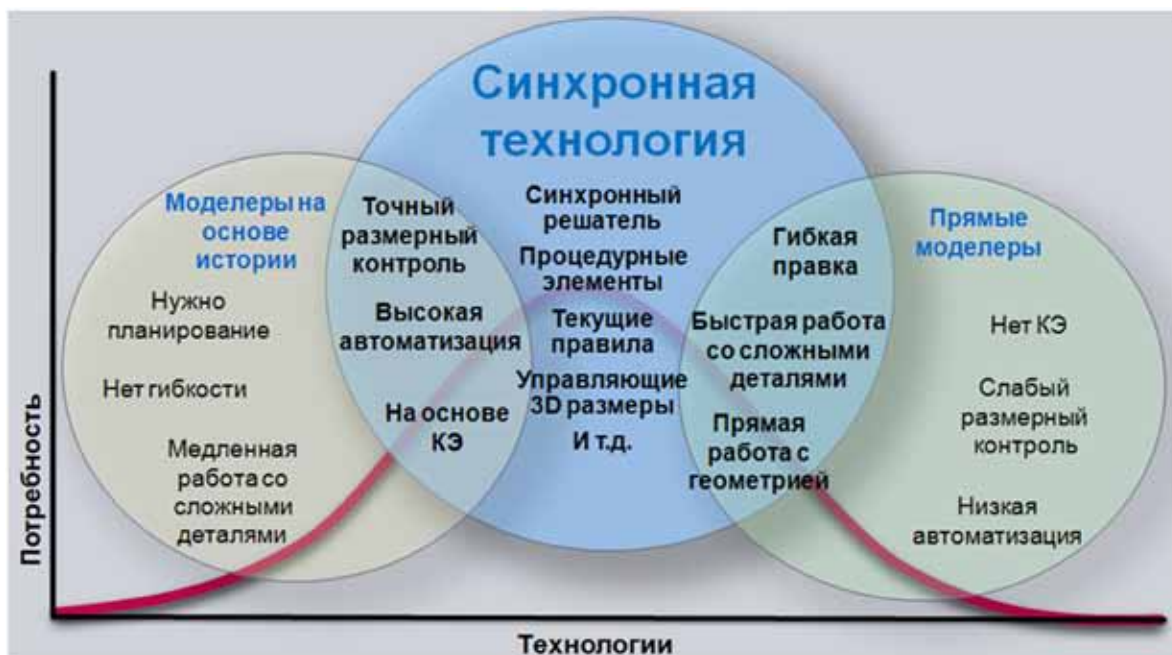 Синхронная
технология
Моделеры на
основе
истории
Нужно
планирование
Нет гибкости
Медленная
работа со
сложными
деталями
Точный
размерный
контроль
Высокая
автоматизация
На основе
КЭ
Синхронный
решатель
Процедурные
элементы
Текущие
правила
Управляющие
3D размеры
И т.д.
Гибкая
правка
Быстрая работа
со сложными
деталями
Прямая
работа с
геометрией
Прямые
моделеры
Нет КЭ
Слабый
размерный
контроль
Низкая
автоматизация
Потребность
Технологии